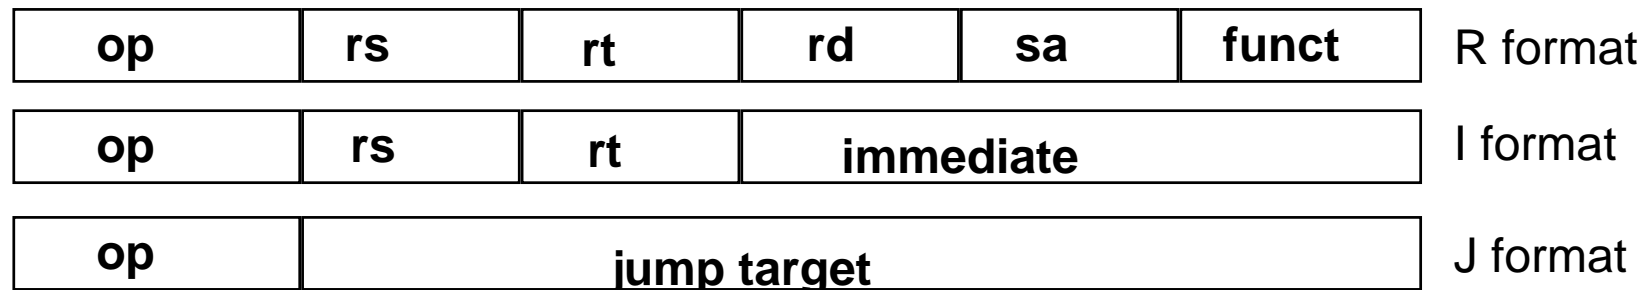 op rs rt rd sa funct R format
op rs rt immediate I format
op jump target J format